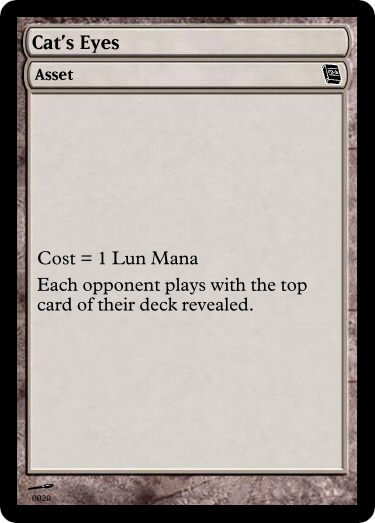 Cat's Eyes
Asset
Cost = 1 Lun Mana
Each opponent plays with the top
card of their deck revealed.
0020